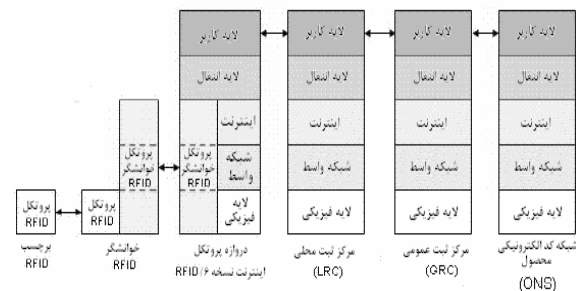 لایه کاربر
لایه کاربر
لایه کاربر
لایه کاربر
لایه انتقال
لایه انتقال
لایه انتقال
لایه انتقال
اینترنت
اینترنت
اینترنت
اینترنت
شبکه واسط
شبکه واسط
شبکه واسط
شبکه
واسط
پروتکل
خوانشگر
RFID
پروتکل
خوانشگر
RFID
لایه فیزیکی
لایه فیزیکی
لایه فیزیکی
لایه
فیزیکی
پروتکل
RFID
پروتکل
RFID
شبکه کد الکترونیکی
محصول
(ONS)
مرکز ثبت عمومی
(GRC)
مرکز ثبت محلی
(LRC)
دروازه پروتکل
اینترنت نسخه ۶/ RFID
خوانشگر
RFID
برچسب
RFID